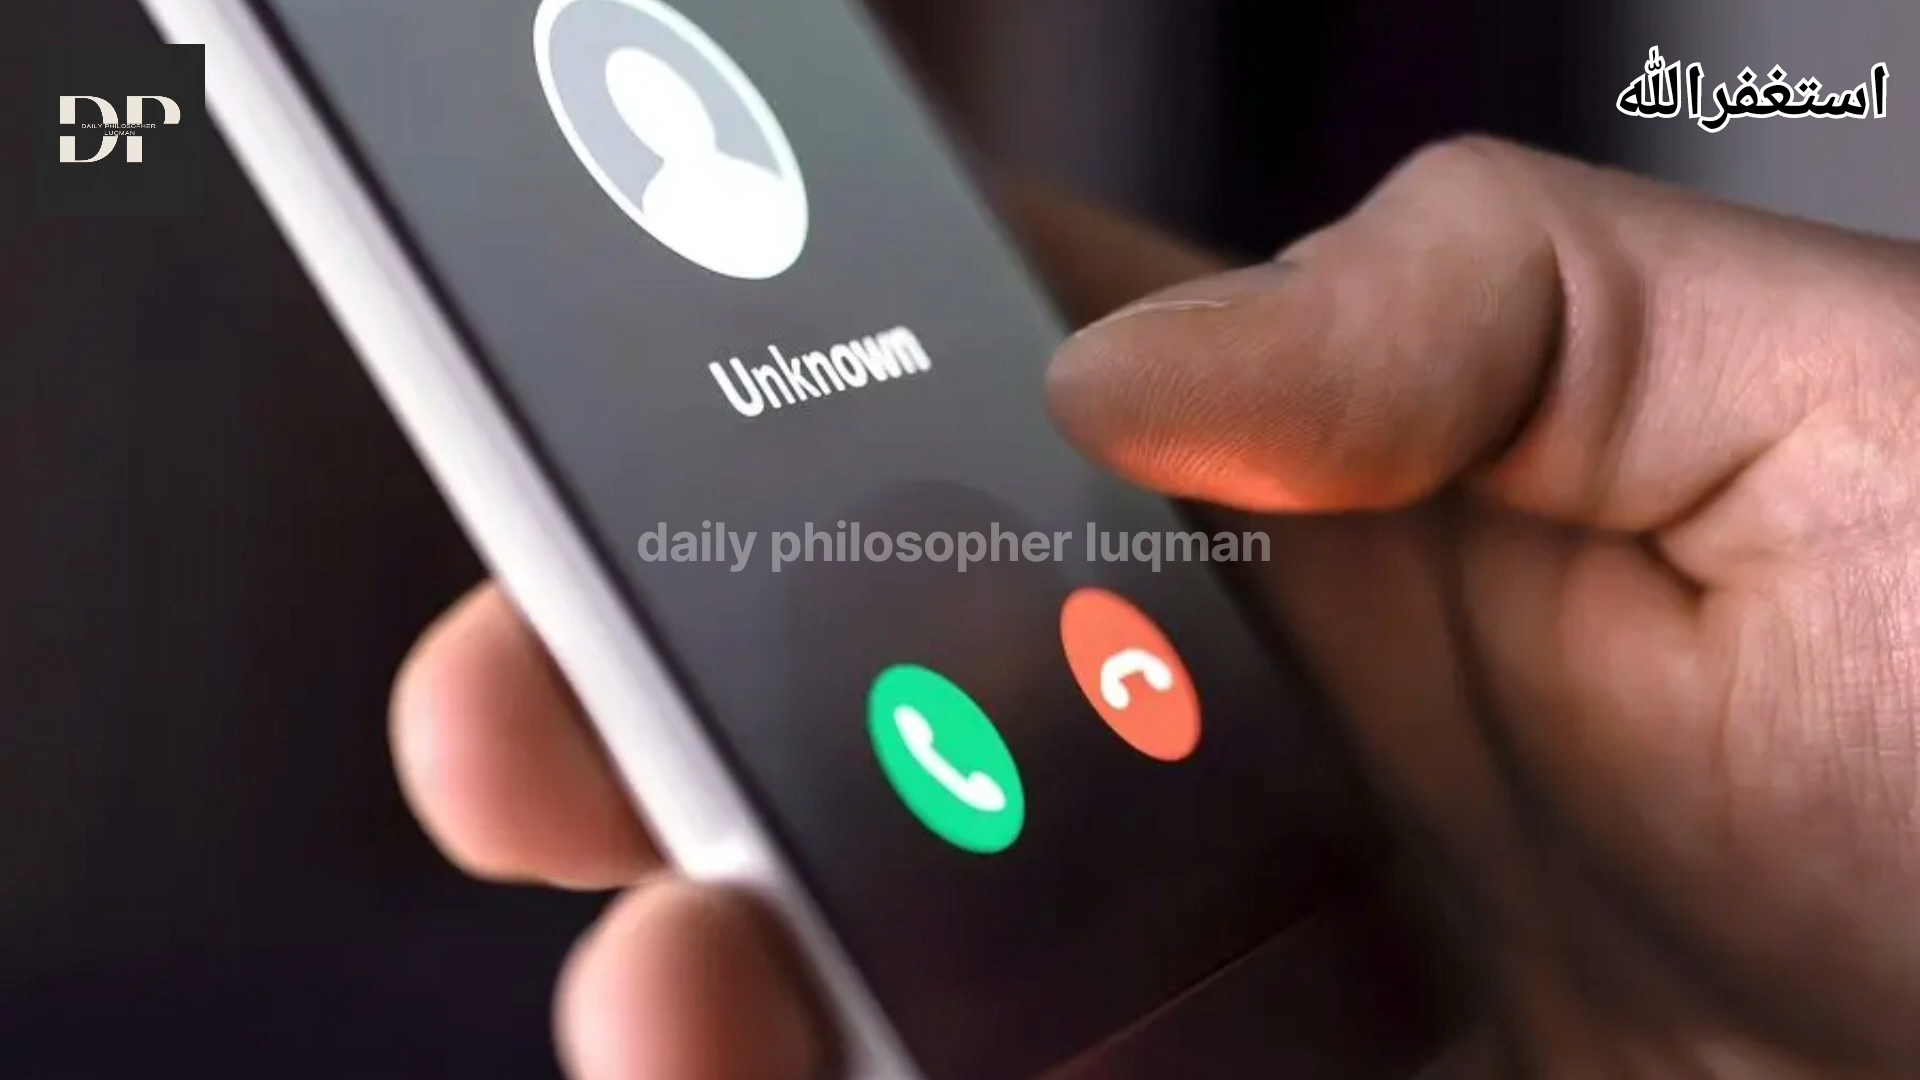 DP
DAILY PHILOSOPHER
LUQMAN
استغفرالله
Unknown
daily philosopher luqman